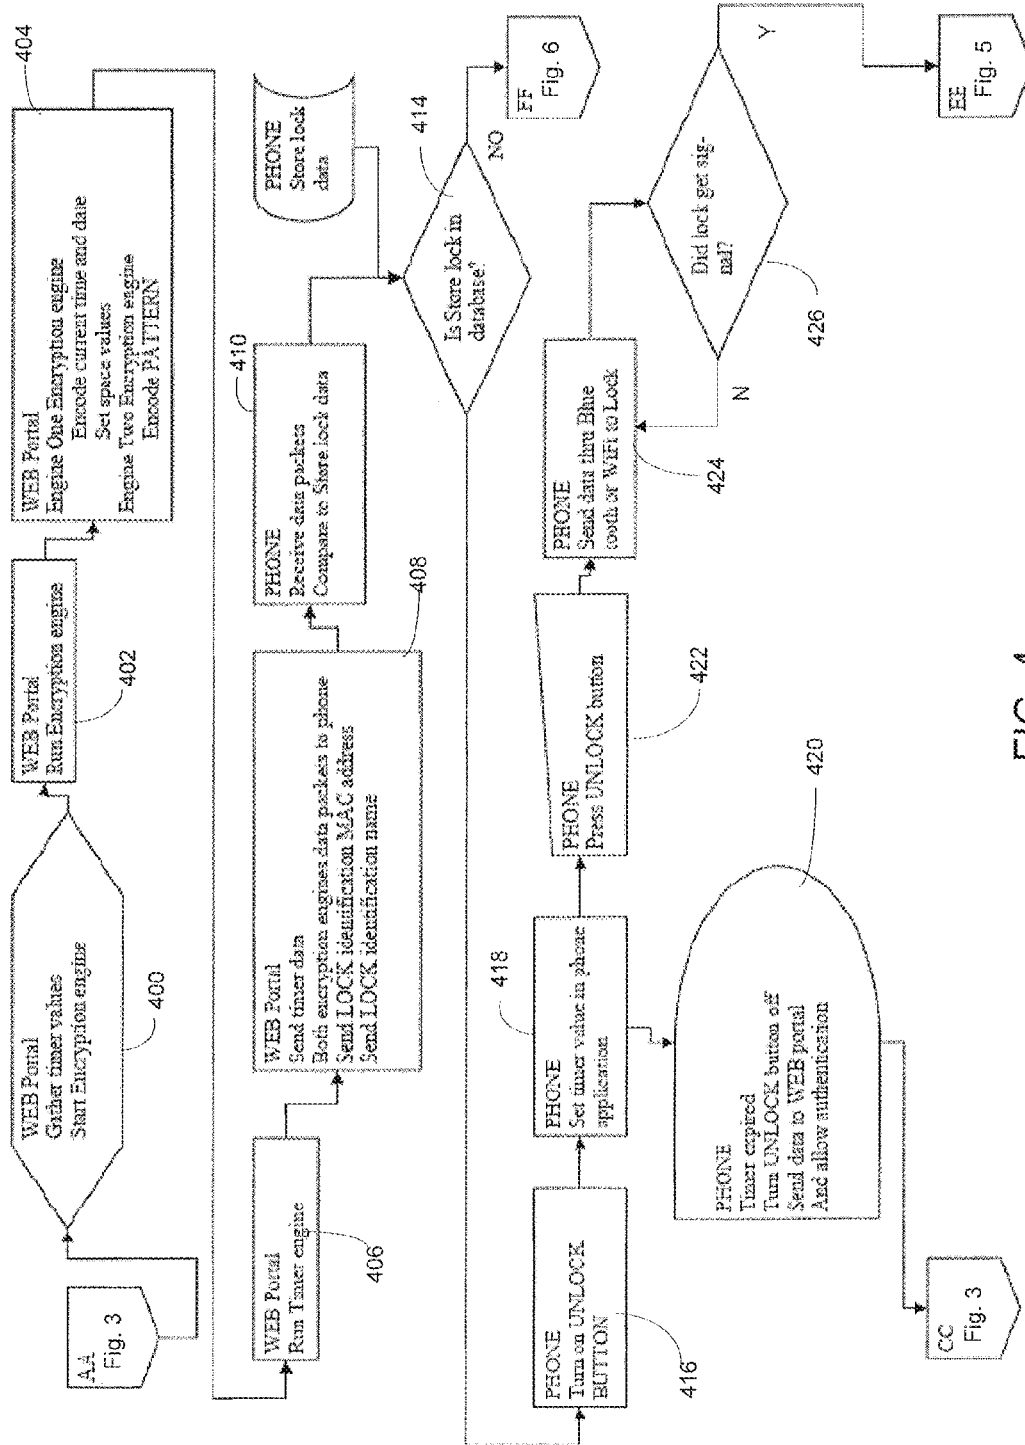 AA
Fig. 3
WEB Portal
Gather timer values
Start Encryption engine
400
WEB Portal
Run Encryption engine
402
WEB Portal
Engine One Encryption engine
Encode current time and date
Set space values
Engine Two Encryption engine
Encode PATTERN
404
WEB Portal
Run Timer engine
406
WEB Portal
Send timer data
Both encryption engines data packets to phone
Send LOCK identification MAC address
Send LOCK identification name
408
PHONE
Receive data packets
Compare to Store lock data
410
PHONE
Store lock
data
Is Store lock in
database?
414
NO
FF
Fig. 6
PHONE
Turn on UNLOCK
BUTTON
416
PHONE
Set timer value in phone
application
418
PHONE
Timer expired
Turn UNLOCK button off
Send data to WEB portal
And allow authentication
420
CC
Fig. 3
PHONE
Press UNLOCK button
422
PHONE
Send data thru Blue
tooth or WiFi to Lock
424
Did lock get sig-
nal?
426
N
Y
EE
Fig. 5
FIG. 4